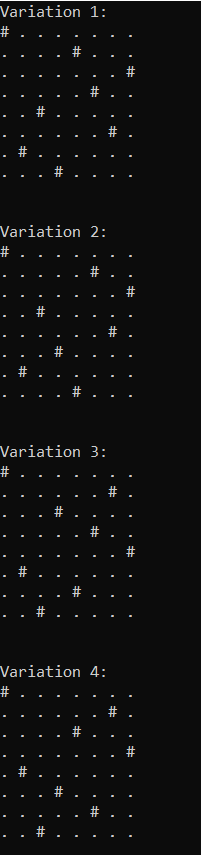 Variation 1:
# . . . . . . .
. . . . # . . .
. . . . . . . #
. . . . . # . .
. . # . . . . .
. . . . . . # .
. # . . . . . .
. . . # . . . .
Variation 2:
# . . . . . . .
. . . . . # . .
. . . . . . . #
. . # . . . . .
. . . . . . # .
. . . # . . . .
. # . . . . . .
. . . . # . . .
Variation 3:
# . . . . . . .
. . . . . . # .
. . . # . . . .
. . . . . # . .
. . . . . . . #
. # . . . . . .
. . . . # . . .
. . # . . . . .
Variation 4:
# . . . . . . .
. . . . . . # .
. . . . # . . .
. . . . . . . #
. # . . . . . .
. . . # . . . .
. . . . . # . .
. . # . . . . .